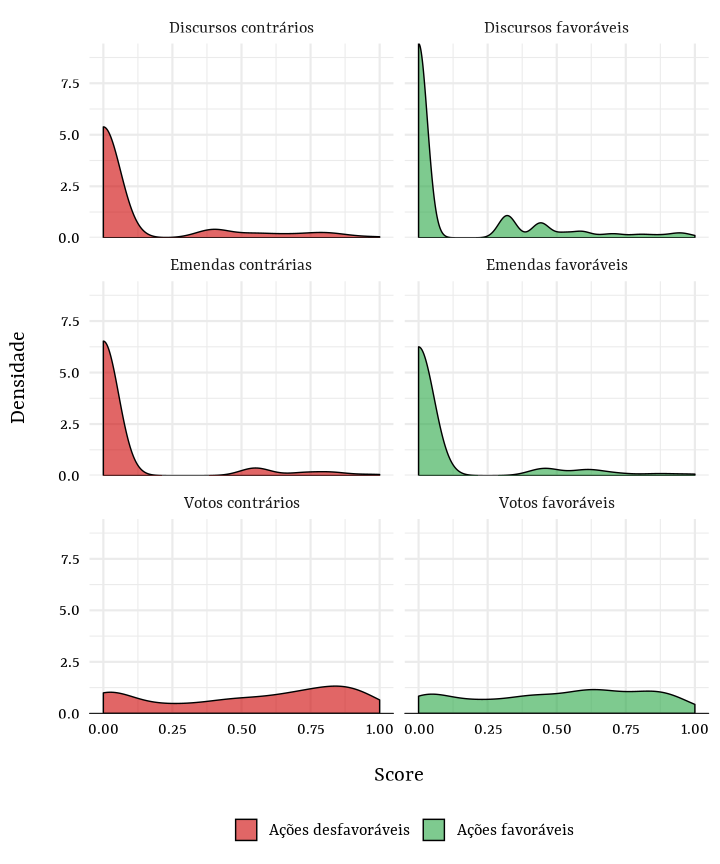 Discursos contrários
Discursos favoráveis
7.5
5.0
2.5
0.0
Emendas contrárias
Emendas favoráveis
7.5
5.0
2.5
0.0
Densidade
Votos contrários
Votos favoráveis
7.5
5.0
2.5
0.0
0.00 0.25 0.50 0.75 1.00
0.00 0.25 0.50 0.75 1.00
Score
Ações desfavoráveis
Ações favoráveis